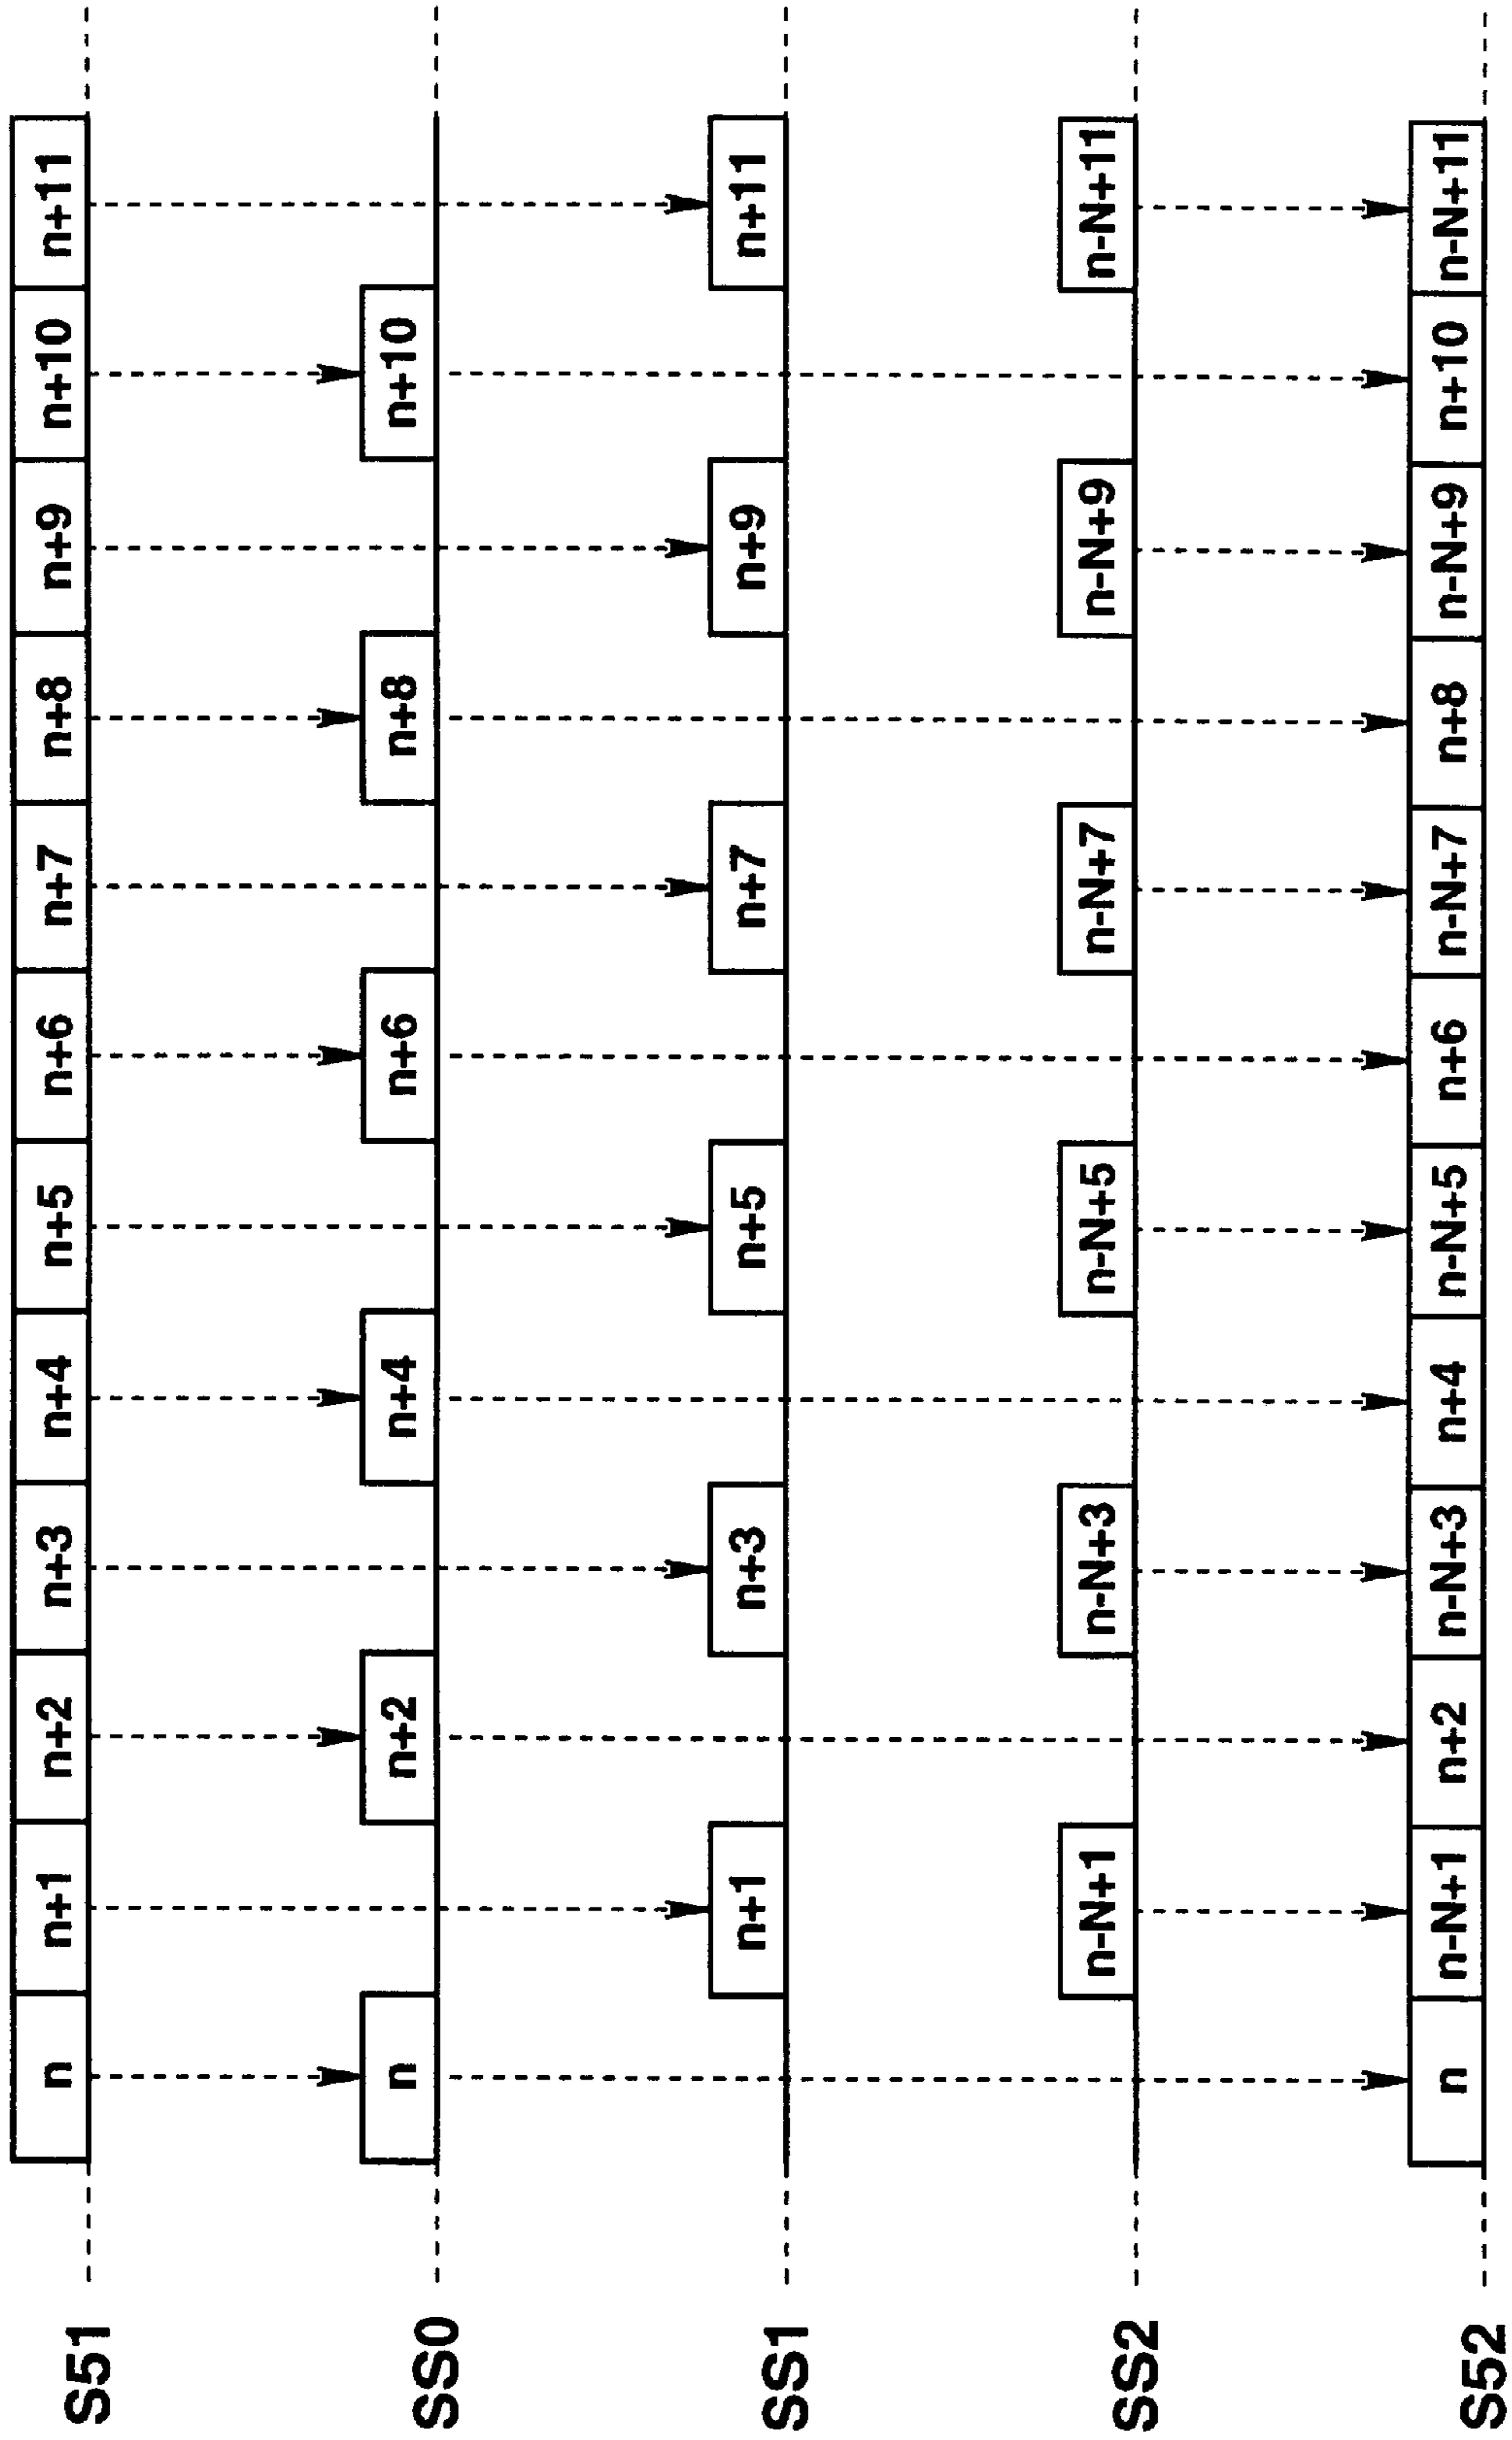 S51 n n+1 n+2 n+3 n+4 n+5 n+6 n+7 n+8 n+9 n+10 n+11
SS0 n n+2 n+4 n+6 n+8 n+10
SS1 n+1 n+3 n+5 n+7 n+9 n+11
SS2 n-N+1 n-N+3 n-N+5 n-N+7 n-N+9 n-N+11
S52 n n-N+1 n+2 n-N+3 n+4 n-N+5 n+6 n-N+7 n+8 n-N+9 n+10 n-N+11